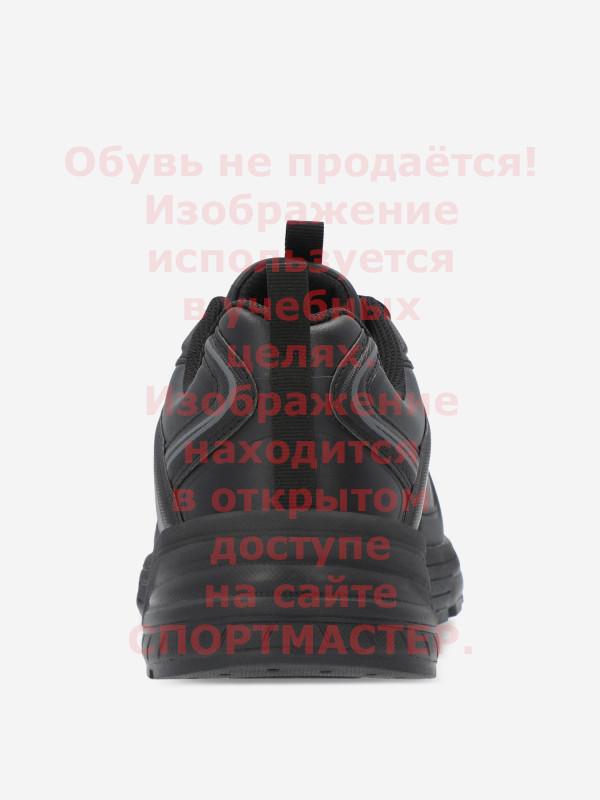 Обувь не продаётся!
Изображение
используется
в учебных
целях.
Изображение
находится
в открытом
доступе
на сайте
СПОРТМАСТЕР.